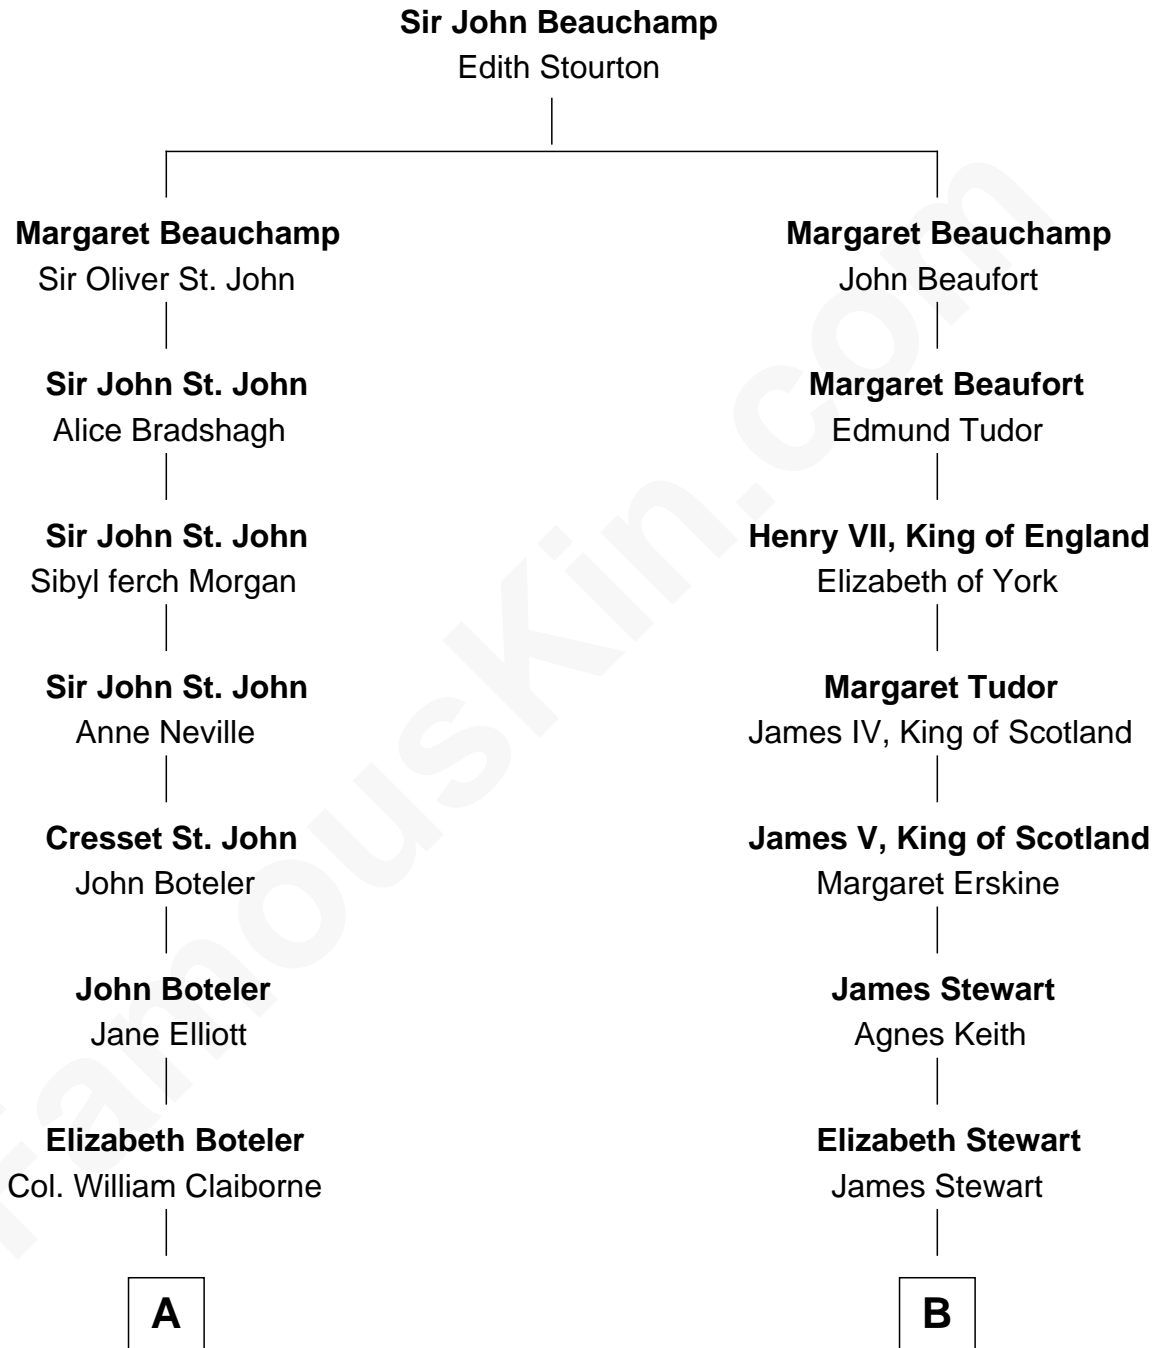 Sir John Beauchamp
Edith Stourton
Margaret Beauchamp
Sir Oliver St. John
Margaret Beauchamp
John Beaufort
Sir John St. John
Alice Bradshagh
Margaret Beaufort
Edmund Tudor
Sir John St. John
Sibyl ferch Morgan
Henry VII, King of England
Elizabeth of York
Sir John St. John
Anne Neville
Margaret Tudor
James IV, King of Scotland
Cresset St. John
John Boteler
James V, King of Scotland
Margaret Erskine
John Boteler
Jane Elliott
James Stewart
Agnes Keith
Elizabeth Boteler
Col. William Claiborne
Elizabeth Stewart
James Stewart
A
B
FamousKin.com